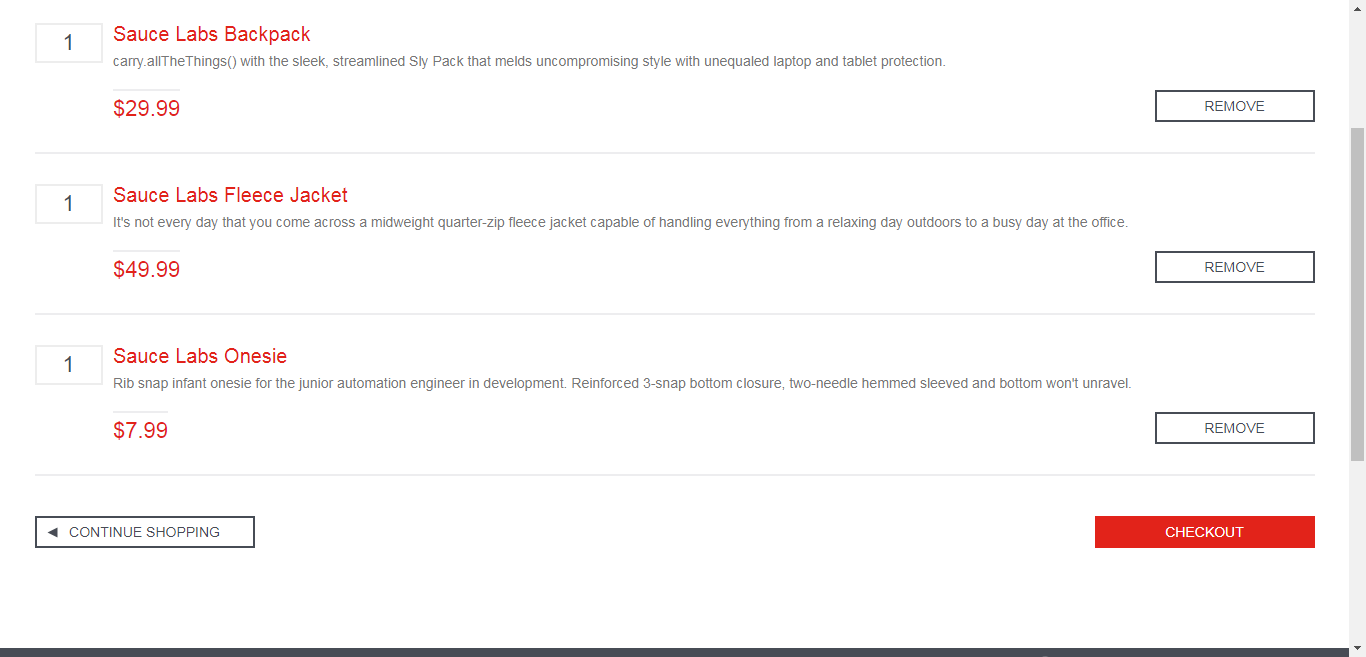 1
Sauce Labs Backpack
carry.allTheThings() with the sleek, streamlined Sly Pack that melds uncompromising style with unequaled laptop and tablet protection.
$29.99
REMOVE
1
Sauce Labs Fleece Jacket
It's not every day that you come across a midweight quarter-zip fleece jacket capable of handling everything from a relaxing day outdoors to a busy day at the office.
$49.99
REMOVE
1
Sauce Labs Onesie
Rib snap infant onesie for the junior automation engineer in development. Reinforced 3-snap bottom closure, two-needle hemmed sleeved and bottom won't unravel.
$7.99
REMOVE
CONTINUE SHOPPING
CHECKOUT